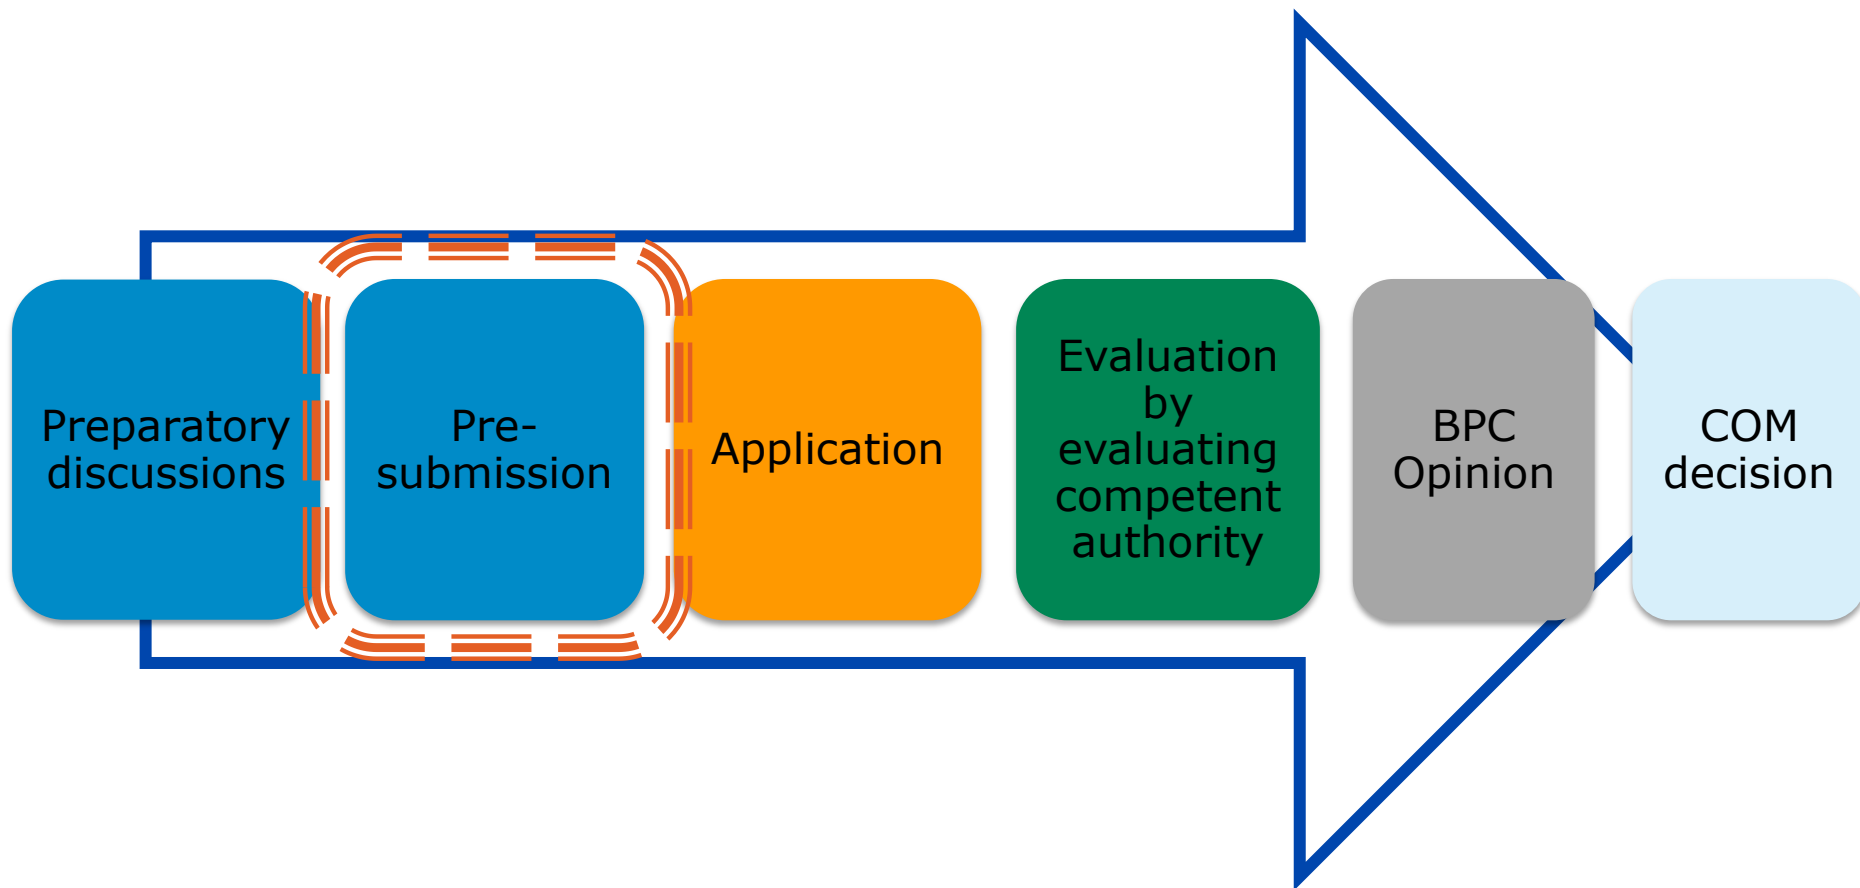 Preparatory
discussions
Pre-
submission
Application
Evaluation
by
evaluating
competent
authority
BPC
Opinion
COM
decision